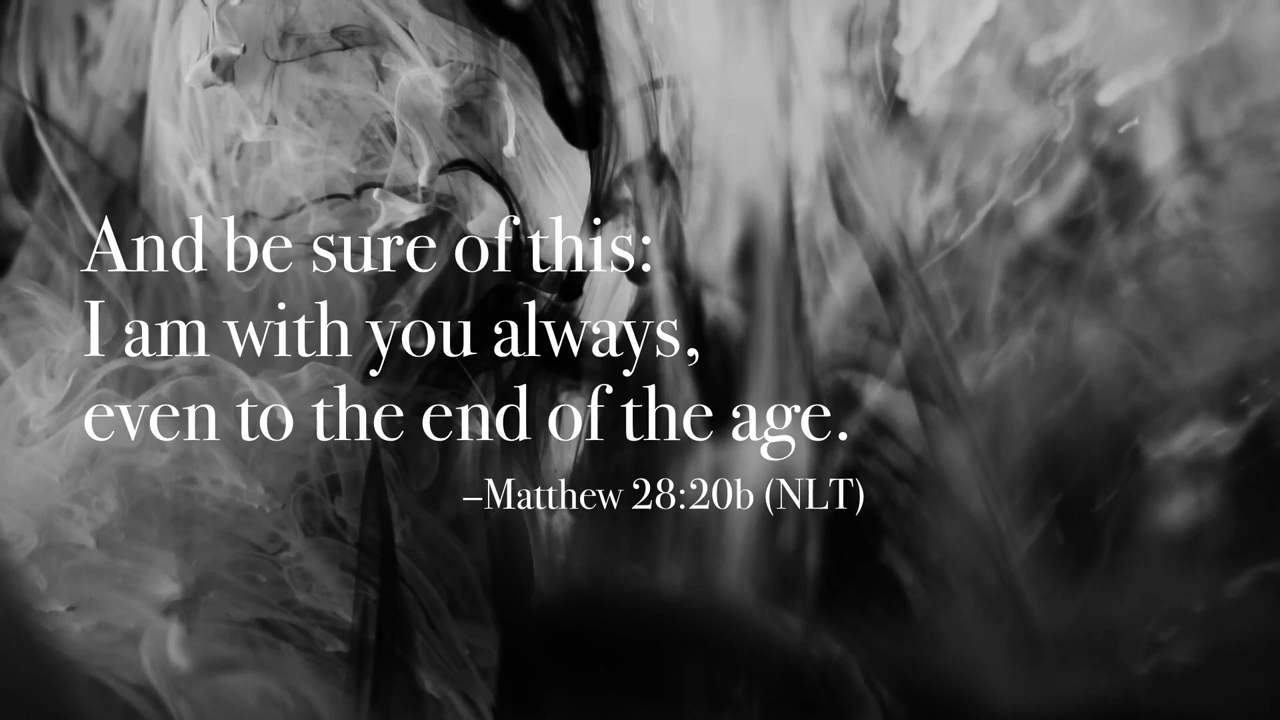 And be sure of this:
I am with you always,
even to the end of the age.
–Matthew 28:20b (NLT)